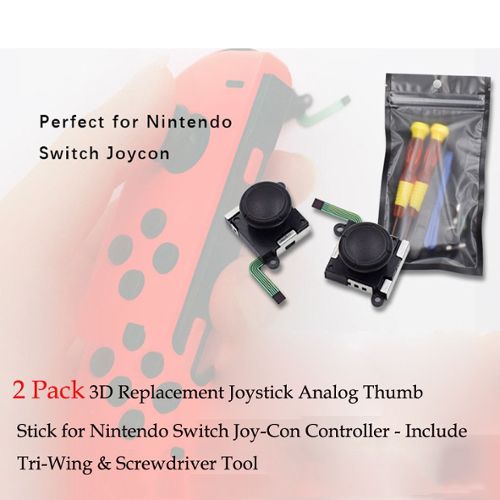 Perfect for Nintendo
Switch Joycon
2 Pack 3D Replacement Joystick Analog Thumb
Stick for Nintendo Switch Joy-Con Controller - Include
Tri-Wing & Screwdriver Tool